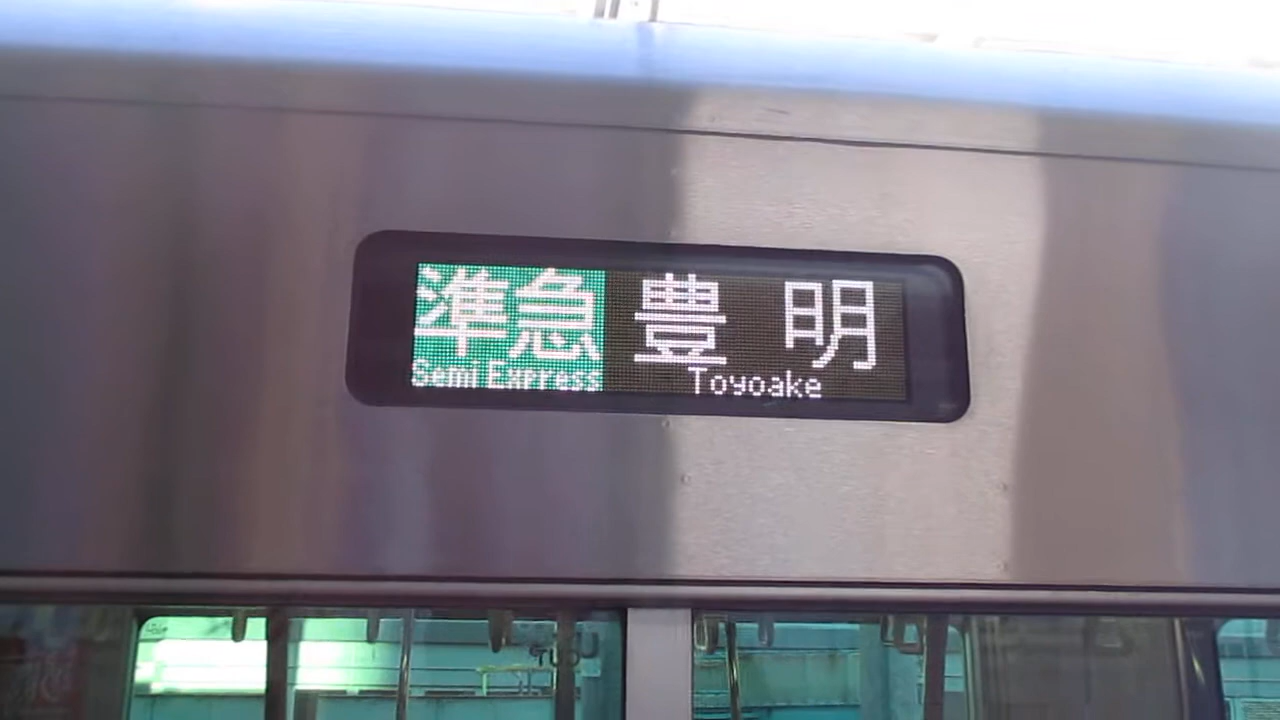 準急 豊明
Semi Express Toyoake